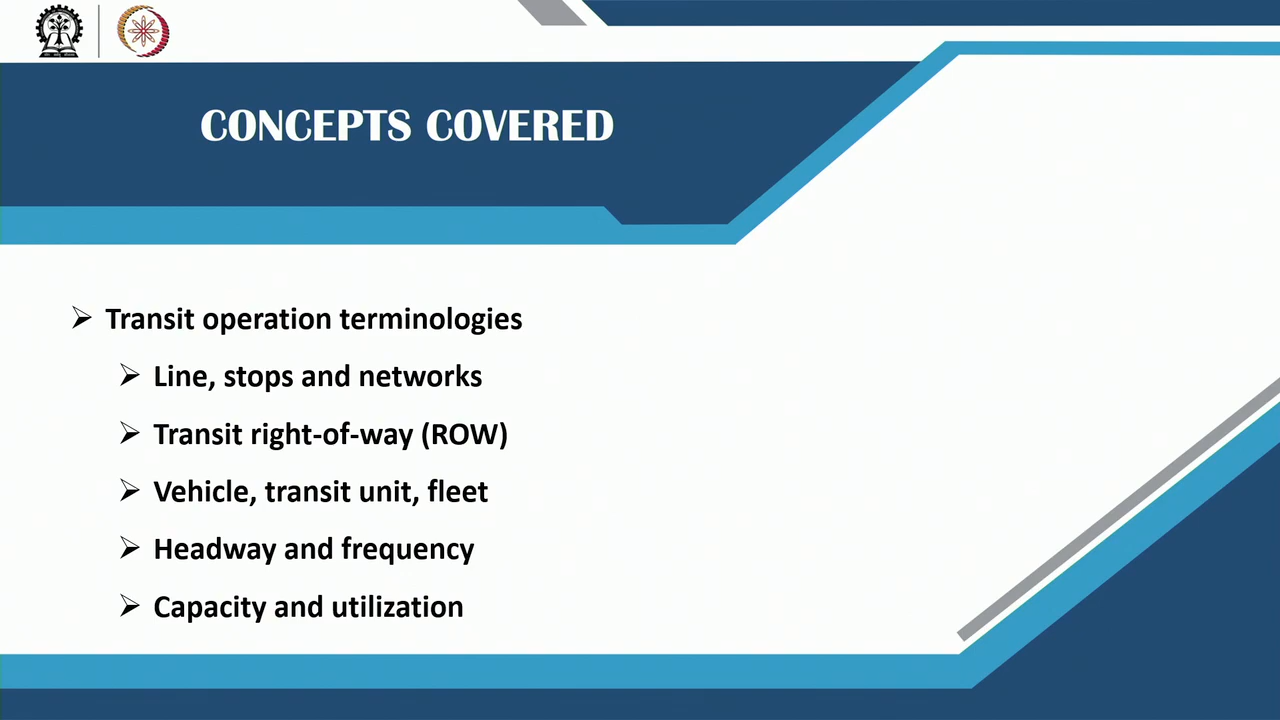 CONCEPTS COVERED
➢ Transit operation terminologies
➢ Line, stops and networks
➢ Transit right-of-way (ROW)
➢ Vehicle, transit unit, fleet
➢ Headway and frequency
➢ Capacity and utilization